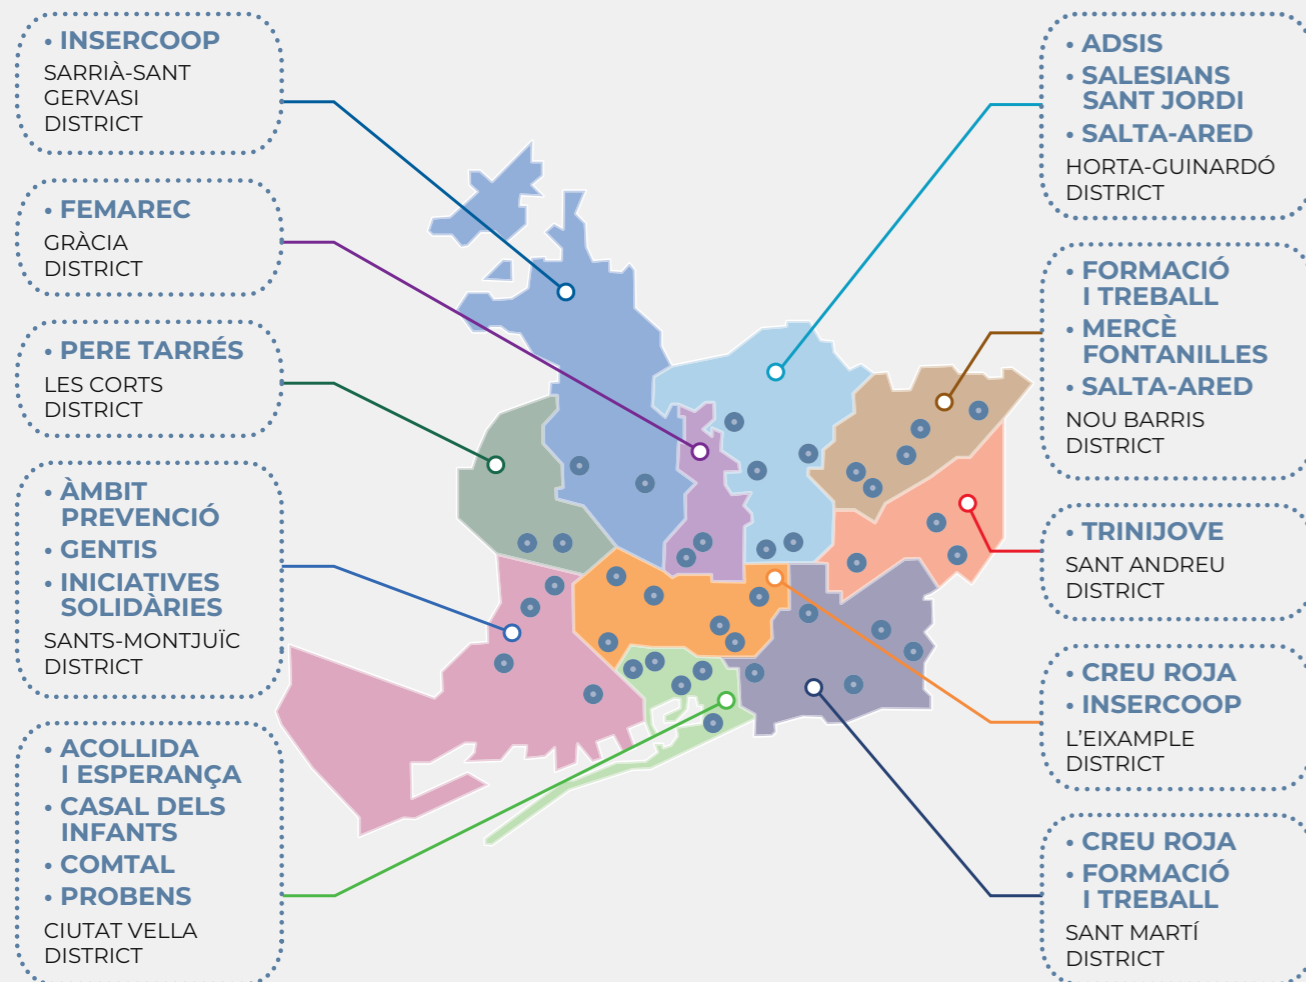 • INSERCOOP
SARRIÀ-SANT
GERVASI
DISTRICT
• FEMAREC
GRÀCIA
DISTRICT
• PERE TARRÉS
LES CORTS
DISTRICT
• ÀMBIT
PREVENCIÓ
• GENTIS
• INICIATIVES
SOLIDÀRIES
SANTS-MONTJUÏC
DISTRICT
• ACOLLIDA
I ESPERANÇA
• CASAL DELS
INFANTS
• COMTAL
• PROBENS
CIUTAT VELLA
DISTRICT
• ADSIS
• SALESIANS
SANT JORDI
• SALTA-ARED
HORTA-GUINARDÓ
DISTRICT
• FORMACIÓ
I TREBALL
• MERCÈ
FONTANILLES
• SALTA-ARED
NOU BARRIS
DISTRICT
• TRINIJOVE
SANT ANDREU
DISTRICT
• CREU ROJA
• INSERCOOP
L'EIXAMPLE
DISTRICT
• CREU ROJA
• FORMACIÓ
I TREBALL
SANT MARTÍ
DISTRICT